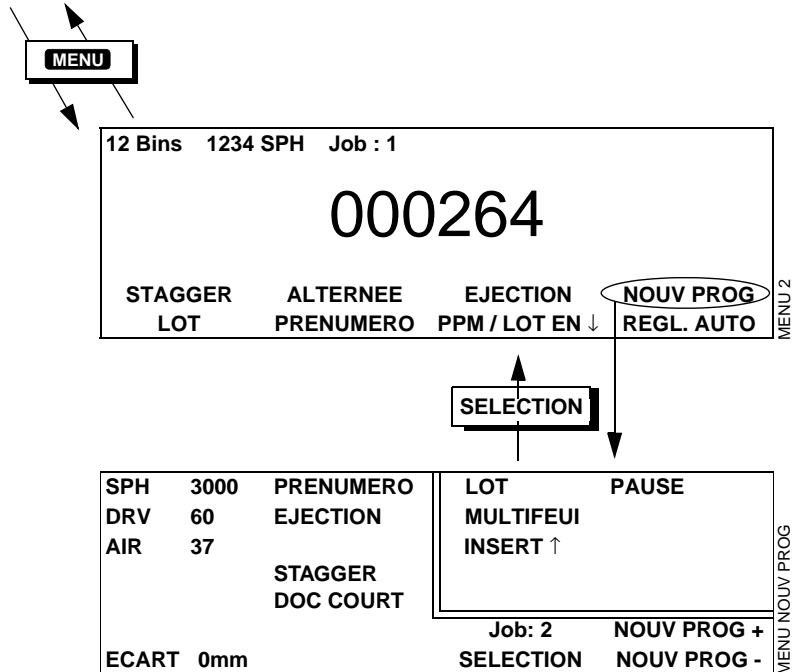 MENU
12 Bins 1234 SPH Job : 1
000264
STAGGER ALTERNEE EJECTION NOUV PROG
LOT PRENUMERO PPM / LOT EN ↓ REGL. AUTO
MENU 2
SELECTION
SPH 3000 PRENUMERO LOT PAUSE
DRV 60 EJECTION MULTIFEUI
AIR 37 INSERT ↑
STAGGER
DOC COURT
Job: 2 NOUV PROG +
ECART 0mm SELECTION NOUV PROG -
MENU NOUV PROG